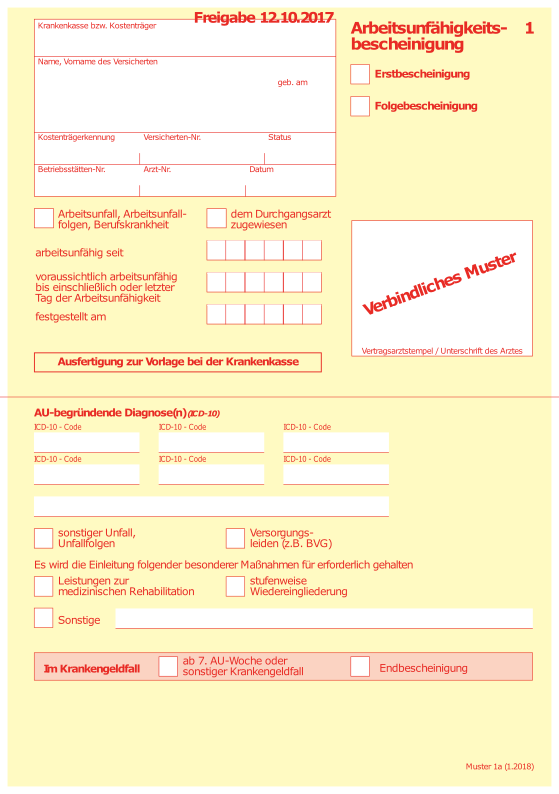 Freigabe 12.10.2017
Krankenkasse bzw. Kostenträger
Arbeitsunfähigkeits- 1
bescheinigung
Name, Vorname des Versicherten
geb. am
Erstbescheinigung
Folgebescheinigung
Kostenträgerkennung Versicherten-Nr. Status
Betriebsstätten-Nr. Arzt-Nr. Datum
Arbeitsunfall, Arbeitsunfall-
folgen, Berufskrankheit
dem Durchgangsarzt
zugewiesen
arbeitsunfähig seit
voraussichtlich arbeitsunfähig
bis einschließlich oder letzter
Tag der Arbeitsunfähigkeit
festgestellt am
Verbindliches Muster
Vertragsarztstempel / Unterschrift des Arztes
Ausfertigung zur Vorlage bei der Krankenkasse
AU-begründende Diagnose(n) (ICD-10)
ICD-10 - Code ICD-10 - Code ICD-10 - Code
ICD-10 - Code ICD-10 - Code ICD-10 - Code
sonstiger Unfall,
Unfallfolgen
Versorgungs-
leiden (z.B. BVG)
Es wird die Einleitung folgender besonderer Maßnahmen für erforderlich gehalten
Leistungen zur
medizinischen Rehabilitation
stufenweise
Wiedereingliederung
Sonstige
Im Krankengeldfall
ab 7. AU-Woche oder
sonstiger Krankengeldfall
Endbescheinigung
Muster 1a (1.2018)